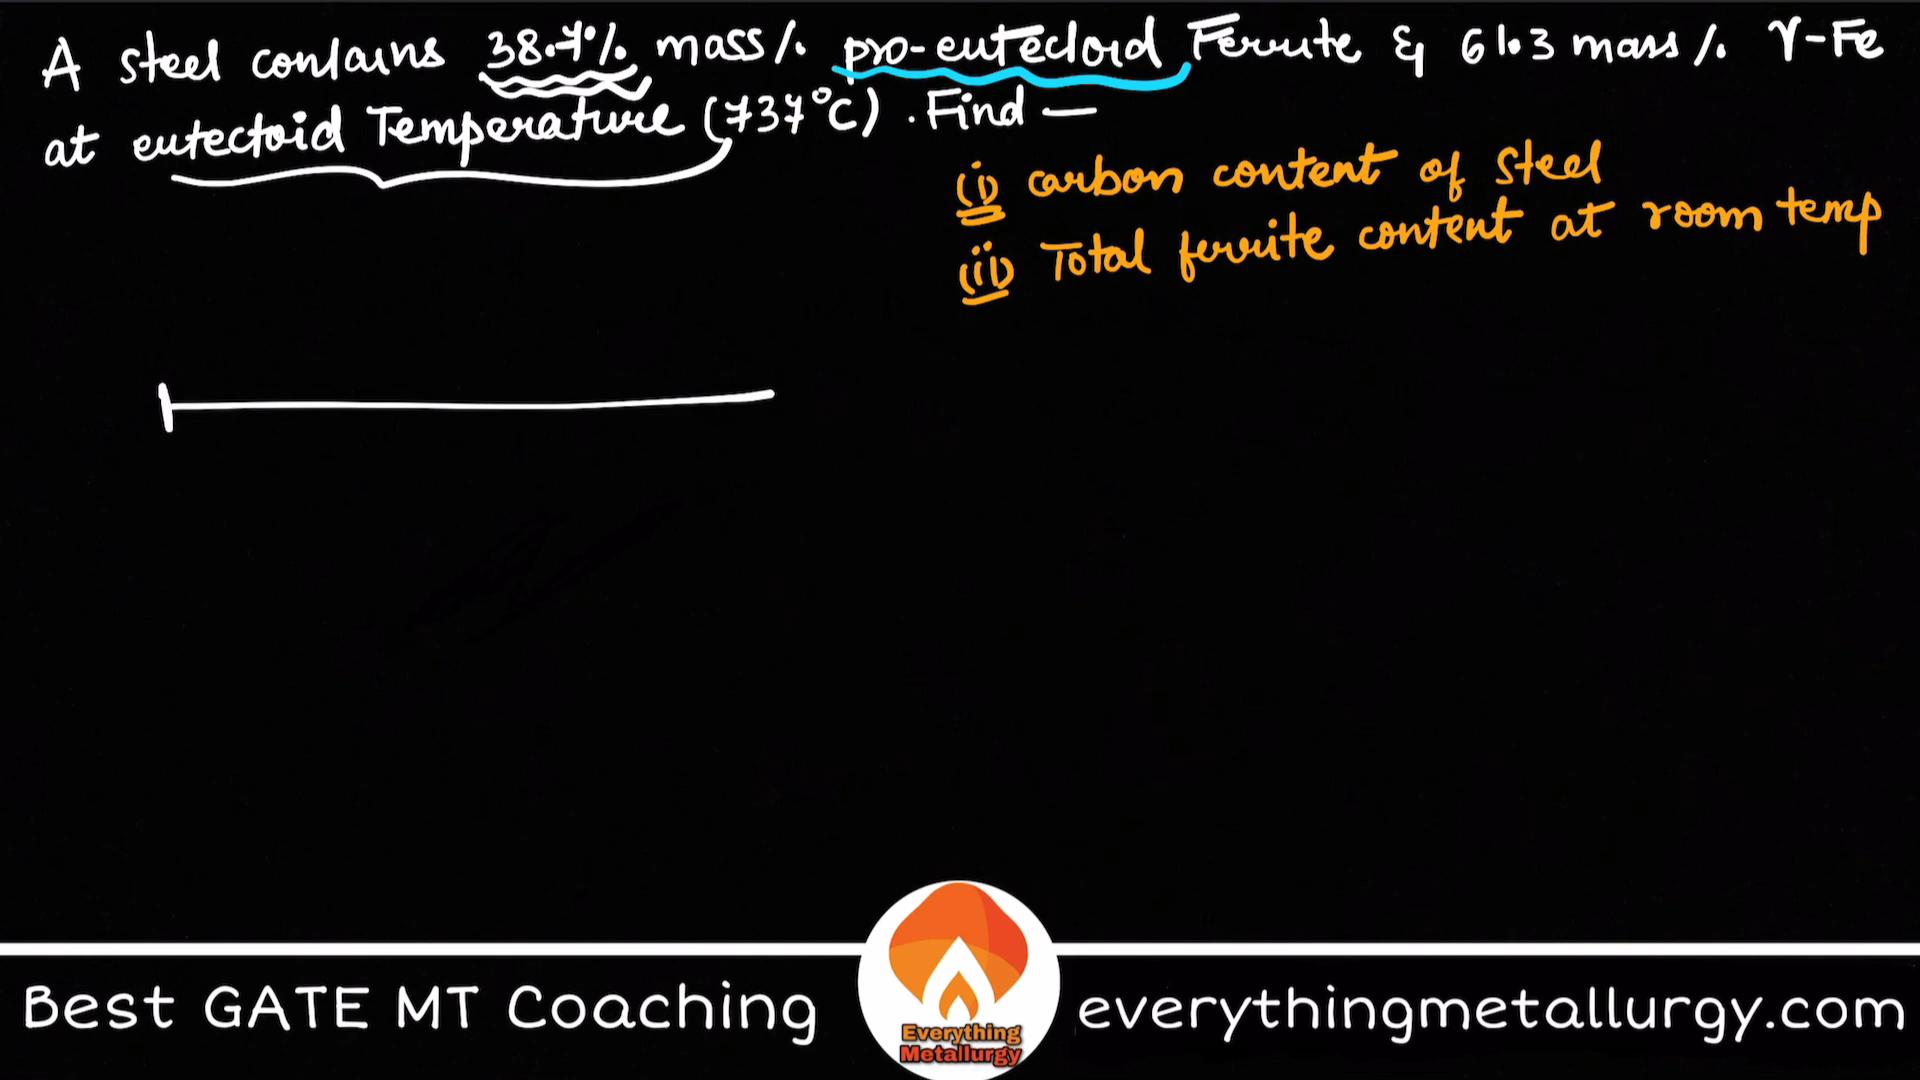 A steel contains 38.7% mass% pro-eutectoid Ferrite & 61.3 mass% γ-Fe
at eutectoid Temperature (737°C). Find —
(i) carbon content of steel
(ii) Total ferrite content at room temp
Best GATE MT Coaching
Everything
Metallurgy
everythingmetallurgy.com